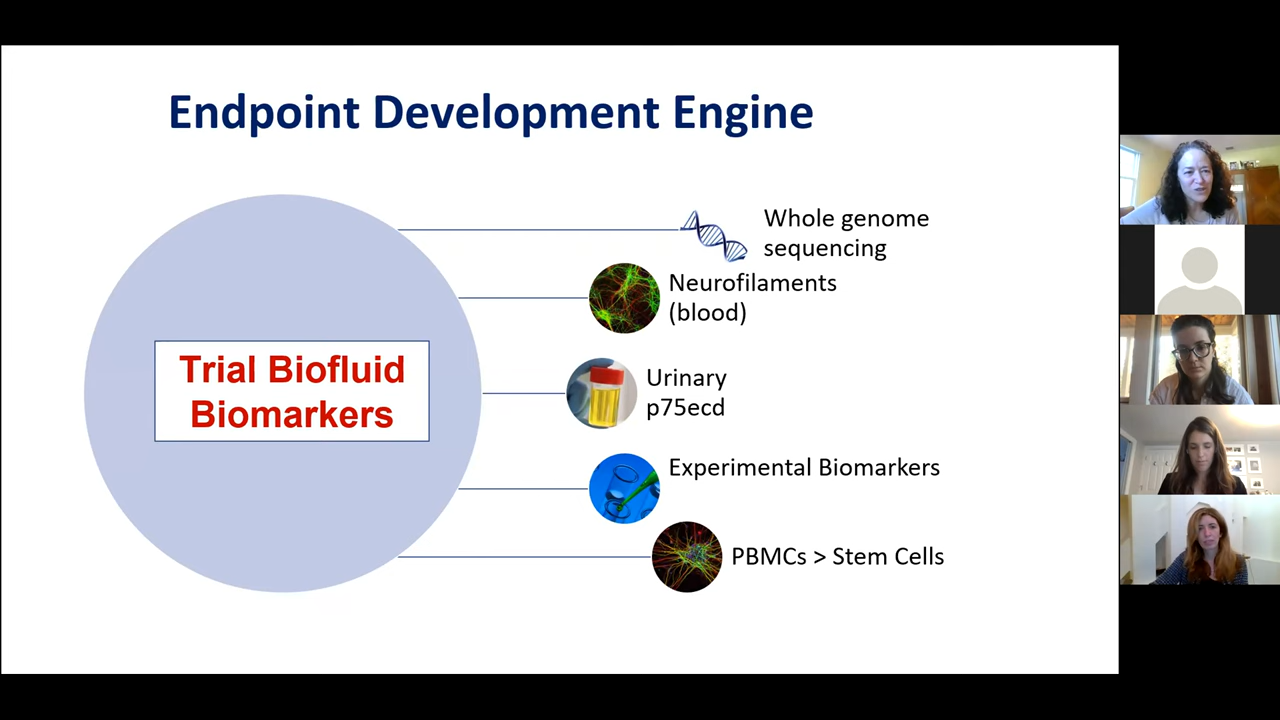 Endpoint Development Engine
Trial Biofluid
Biomarkers
Whole genome
sequencing
Neurofilaments
(blood)
Urinary
p75ecd
Experimental Biomarkers
PBMCs > Stem Cells